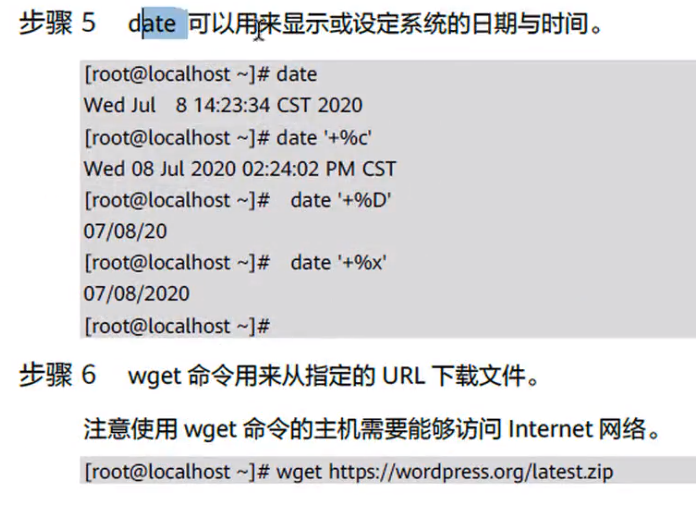 步骤 5 date 可以用来显示或设定系统的日期与时间。
[root@localhost ~]# date
Wed Jul 8 14:23:34 CST 2020
[root@localhost ~]# date '+%c'
Wed 08 Jul 2020 02:24:02 PM CST
[root@localhost ~]# date '+%D'
07/08/20
[root@localhost ~]# date '+%x'
07/08/2020
[root@localhost ~]#
步骤 6 wget 命令用来从指定的 URL 下载文件。
注意使用 wget 命令的主机需要能够访问 Internet 网络。
[root@localhost ~]# wget https://wordpress.org/latest.zip